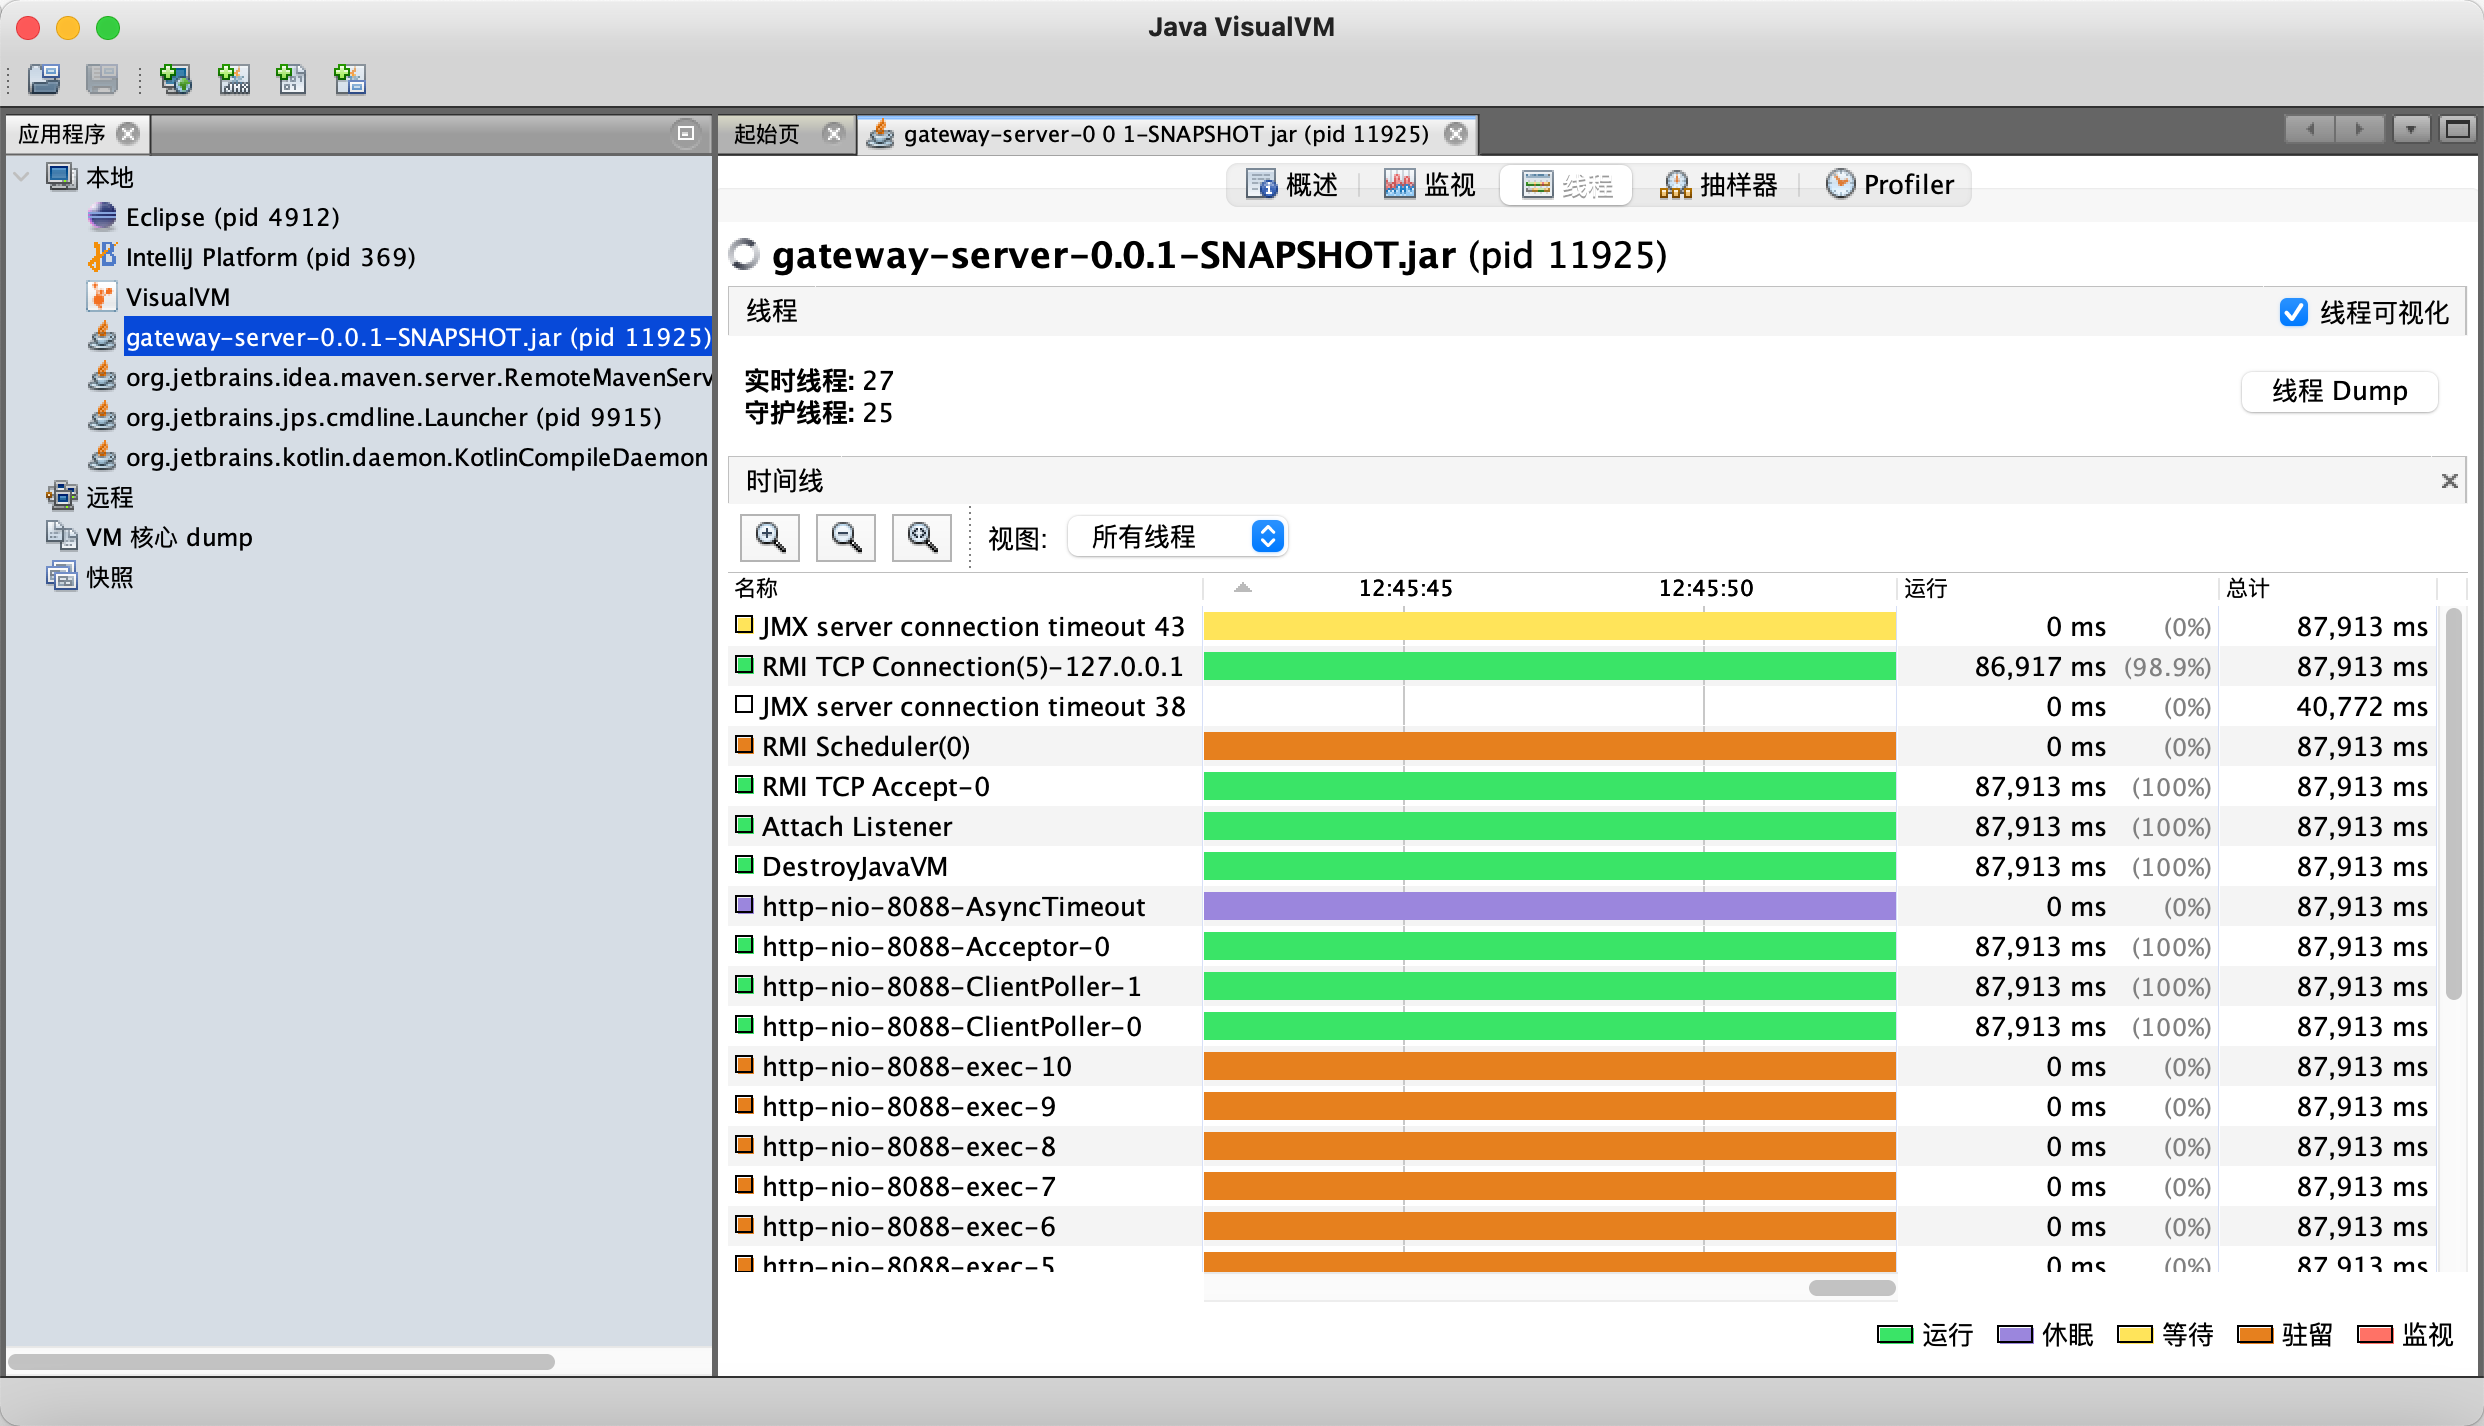 Java VisualVM
应用程序
起始页
gateway-server-0 0 1-SNAPSHOT jar (pid 11925)
本地
Eclipse (pid 4912)
IntelliJ Platform (pid 369)
VisualVM
gateway-server-0.0.1-SNAPSHOT.jar (pid 11925)
org.jetbrains.idea.maven.server.RemoteMavenServ
org.jetbrains.jps.cmdline.Launcher (pid 9915)
org.jetbrains.kotlin.daemon.KotlinCompileDaemon
远程
VM 核心 dump
快照
概述 监视 线程 抽样器 Profiler
gateway-server-0.0.1-SNAPSHOT.jar (pid 11925)
线程
线程可视化
实时线程: 27
守护线程: 25
线程 Dump
时间线
视图: 所有线程
名称 12:45:45 12:45:50 运行 总计
JMX server connection timeout 43 0 ms (0%) 87,913 ms
RMI TCP Connection(5)-127.0.0.1 86,917 ms (98.9%) 87,913 ms
JMX server connection timeout 38 0 ms (0%) 40,772 ms
RMI Scheduler(0) 0 ms (0%) 87,913 ms
RMI TCP Accept-0 87,913 ms (100%) 87,913 ms
Attach Listener 87,913 ms (100%) 87,913 ms
DestroyJavaVM 87,913 ms (100%) 87,913 ms
http-nio-8088-AsyncTimeout 0 ms (0%) 87,913 ms
http-nio-8088-Acceptor-0 87,913 ms (100%) 87,913 ms
http-nio-8088-ClientPoller-1 87,913 ms (100%) 87,913 ms
http-nio-8088-ClientPoller-0 87,913 ms (100%) 87,913 ms
http-nio-8088-exec-10 0 ms (0%) 87,913 ms
http-nio-8088-exec-9 0 ms (0%) 87,913 ms
http-nio-8088-exec-8 0 ms (0%) 87,913 ms
http-nio-8088-exec-7 0 ms (0%) 87,913 ms
http-nio-8088-exec-6 0 ms (0%) 87,913 ms
http-nio-8088-exec-5 0 ms (0%) 87,913 ms
运行 休眠 等待 驻留 监视